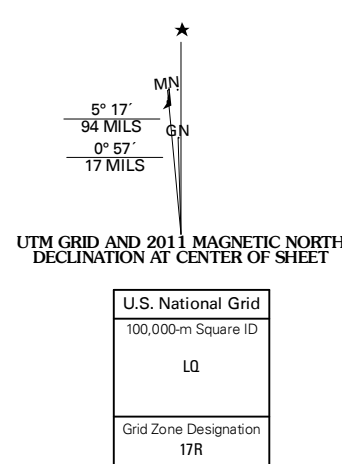 MN
5° 17´
94 MILS
GN
0° 57´
17 MILS
UTM GRID AND 2011 MAGNETIC NORTH
DECLINATION AT CENTER OF SHEET
U.S. National Grid
100,000-m Square ID
LQ
Grid Zone Designation
17R